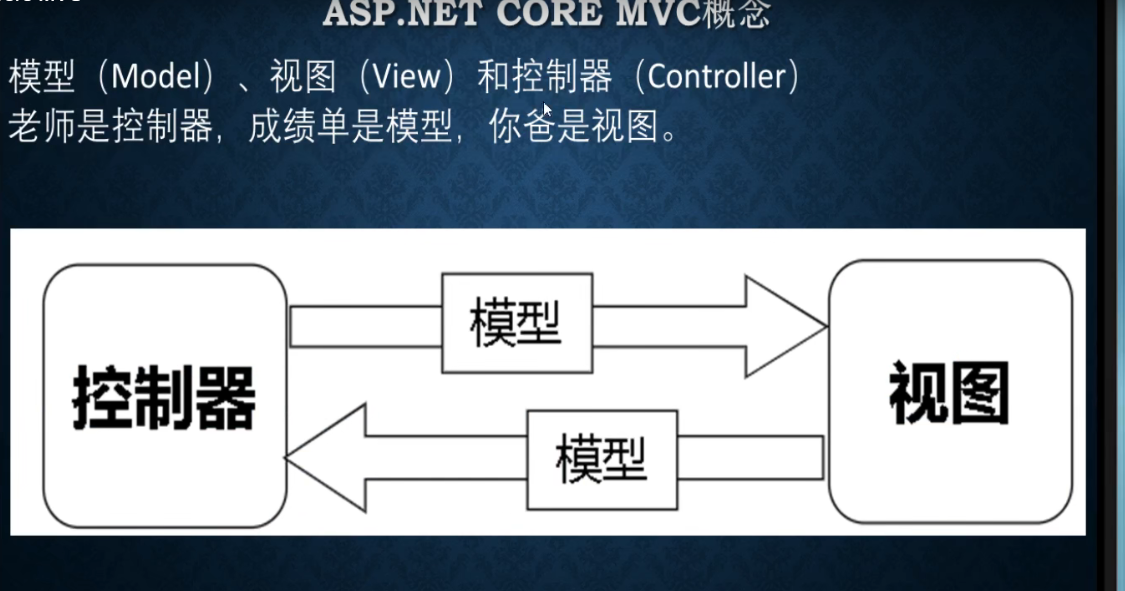 ASP.NET CORE MVC概念
模型（Model）、视图（View）和控制器（Controller）
老师是控制器，成绩单是模型，你爸是视图。
模型
控制器
视图
模型